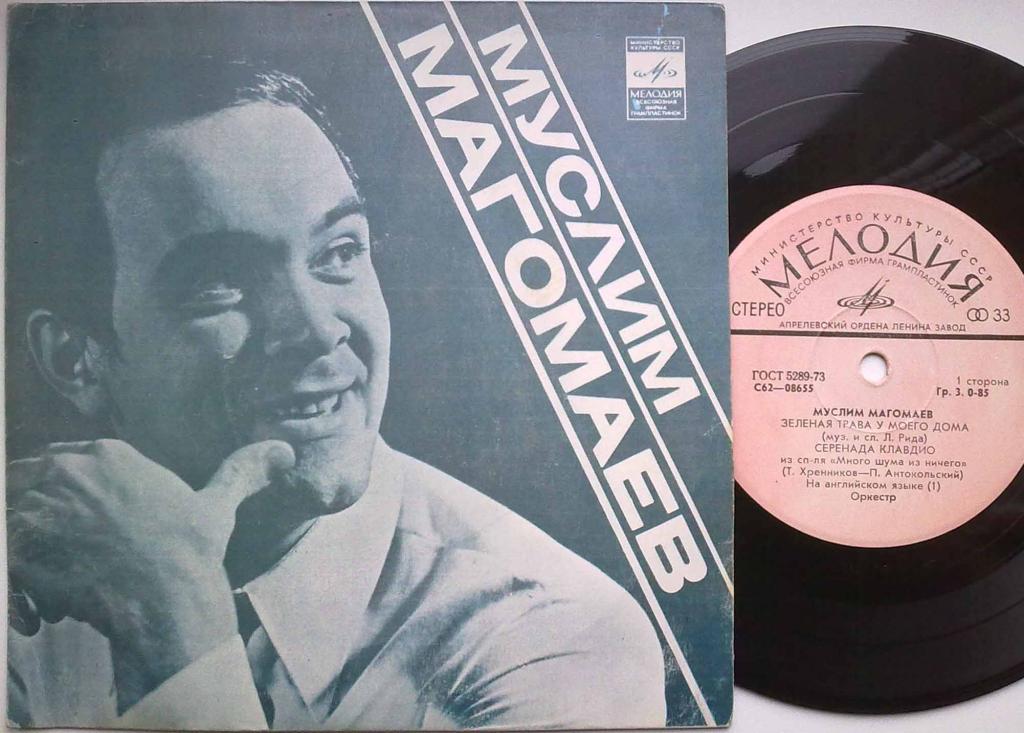 МУСЛИМ
МАГОМАЕВ
МИНИСТЕРСТВО
КУЛЬТУРЫ СССР
МЕЛОДИЯ
ВСЕСОЮЗНАЯ
ФИРМА
ГРАМПЛАСТИНОК
МИНИСТЕРСТВО КУЛЬТУРЫ СССР
МЕЛОДИЯ
ВСЕСОЮЗНАЯ ФИРМА ГРАМПЛАСТИНОК
СТЕРЕО
33
АПРЕЛЕВСКИЙ ОРДЕНА ЛЕНИНА ЗАВОД
ГОСТ 5289-73
С62—08655
1 сторона
Гр. 3. 0-85
МУСЛИМ МАГОМАЕВ
ЗЕЛЕНАЯ ТРАВА У МОЕГО ДОМА
(муз. и сл. Л. Рида)
СЕРЕНАДА КЛАВДИО
из сп-ля «Много шума из ничего»
(Т. Хренников—П. Антокольский)
На английском языке (1)
Оркестр